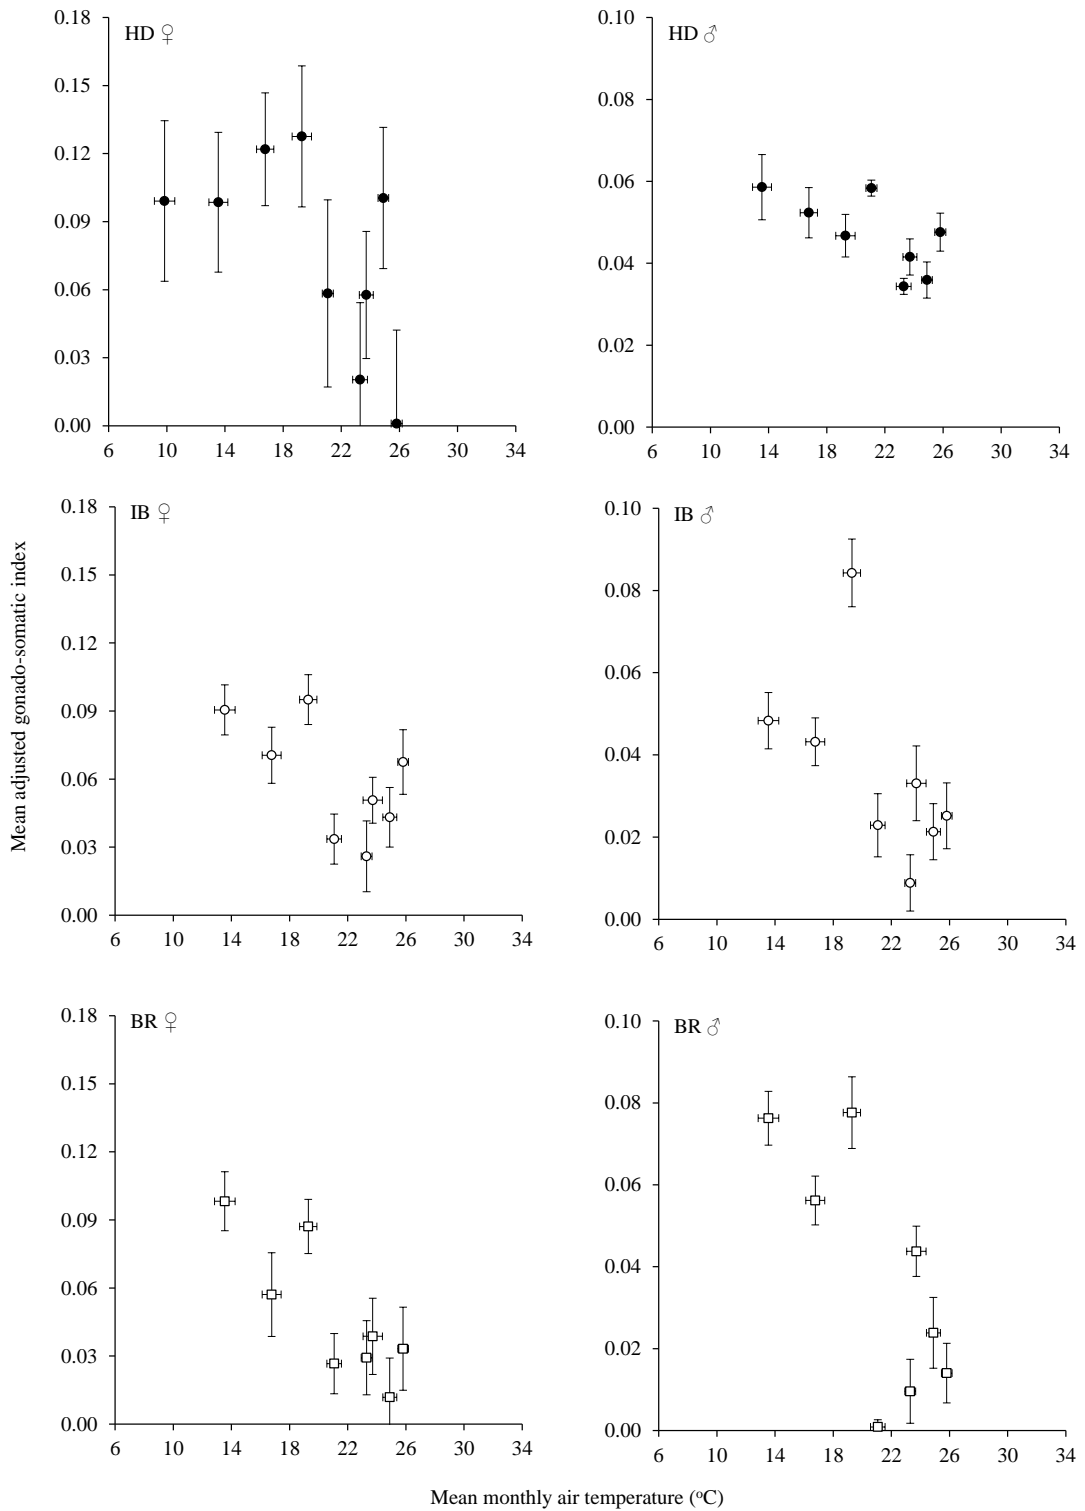 HD ♀
0.18
0.15
0.12
0.09
0.06
0.03
0.00
6 10 14 18 22 26 30 34
HD ♂
0.10
0.08
0.06
0.04
0.02
0.00
6 10 14 18 22 26 30 34
Mean adjusted gonado-somatic index
IB ♀
0.18
0.15
0.12
0.09
0.06
0.03
0.00
6 10 14 18 22 26 30 34
IB ♂
0.10
0.08
0.06
0.04
0.02
0.00
6 10 14 18 22 26 30 34
BR ♀
0.18
0.15
0.12
0.09
0.06
0.03
0.00
6 10 14 18 22 26 30 34
BR ♂
0.10
0.08
0.06
0.04
0.02
0.00
6 10 14 18 22 26 30 34
Mean monthly air temperature (ºC)